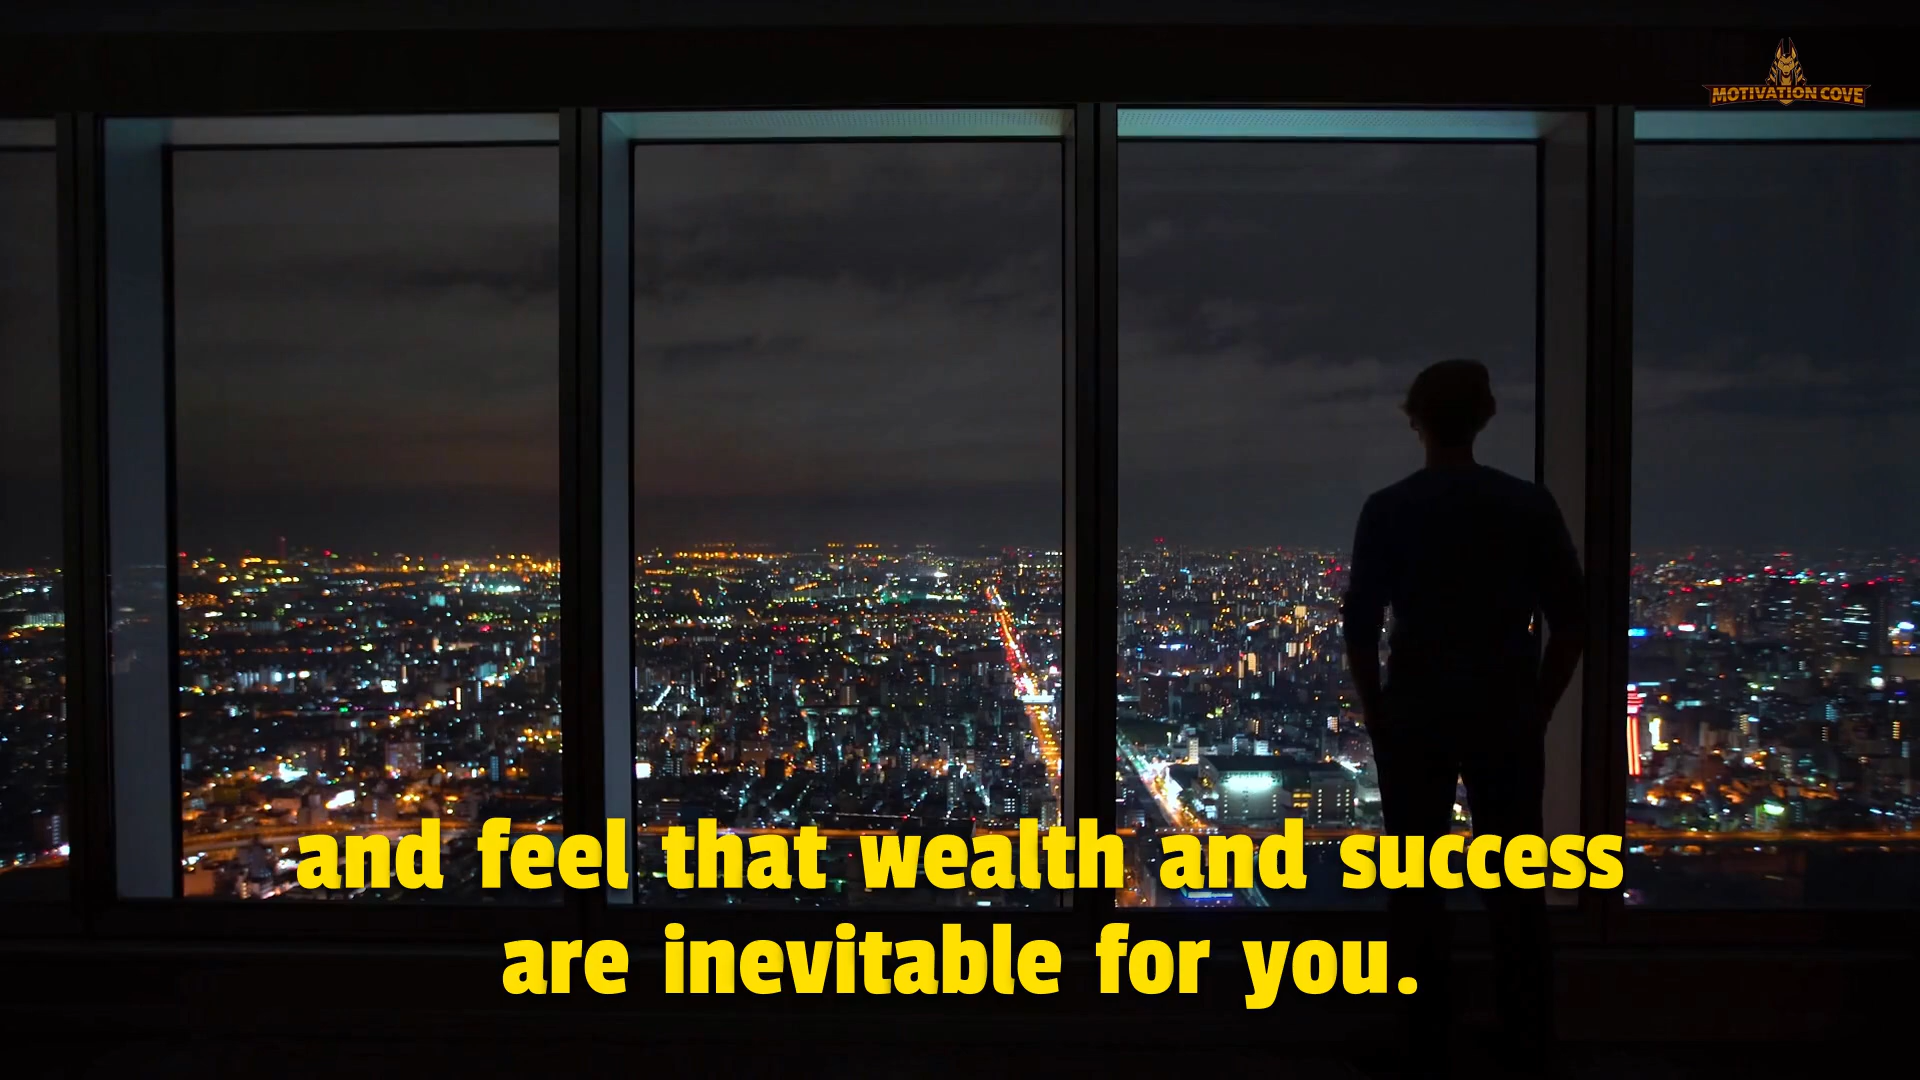 MOTIVATION COVE
and feel that wealth and success
are inevitable for you.